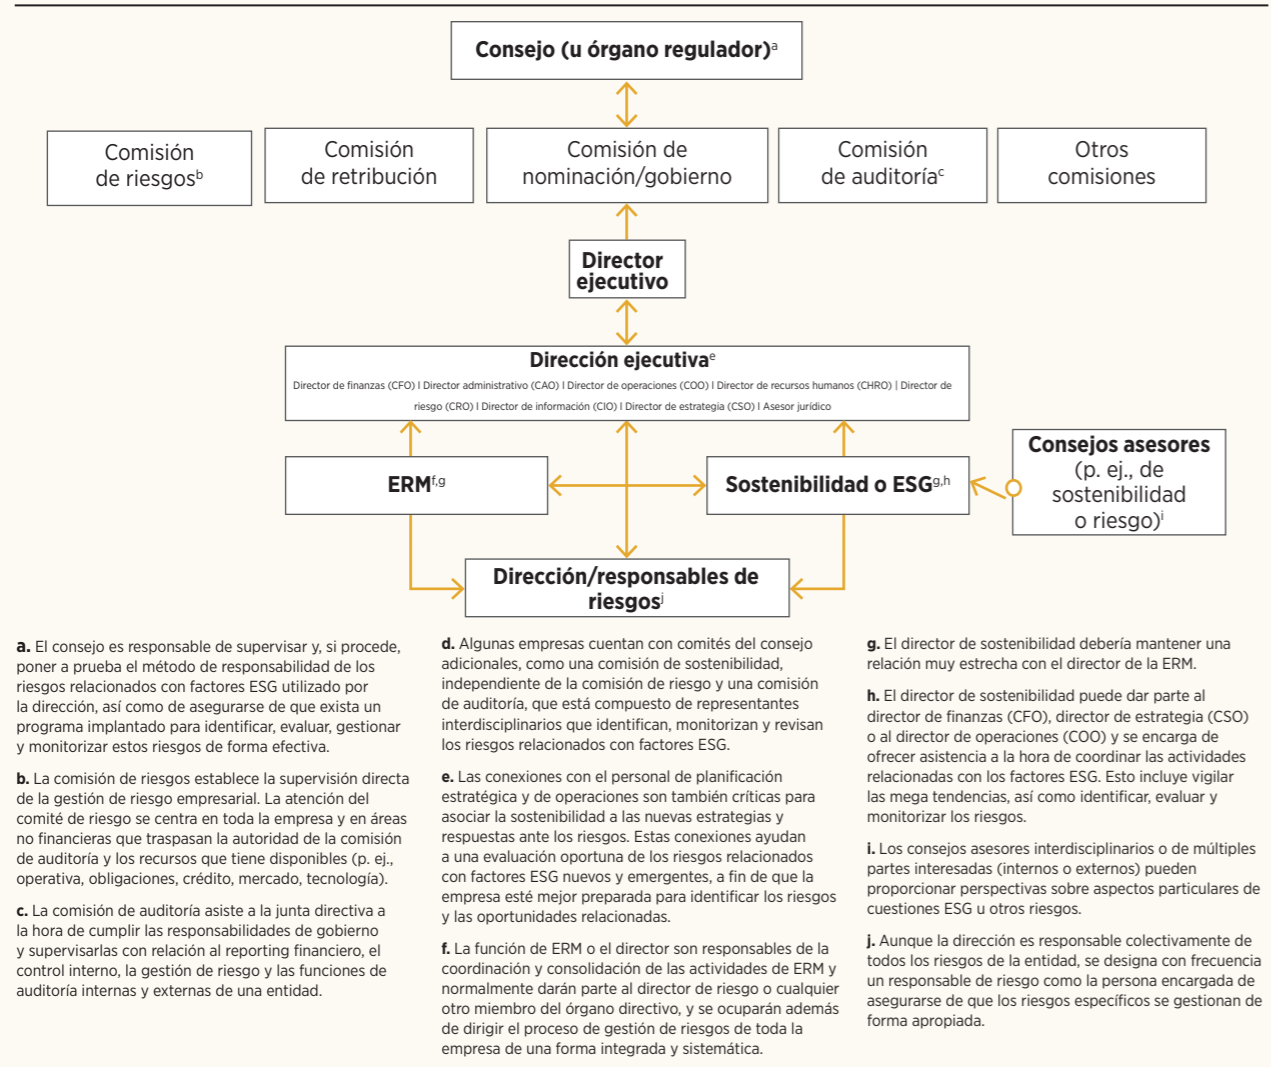 Consejo (u órgano regulador)a
Comisión
de riesgosb
Comisión
de retribución
Comisión de
nominación/gobierno
Comisión
de auditoríac
Otros
comisiones
Director
ejecutivo
Dirección ejecutivae
Director de finanzas (CFO) I Director administrativo (CAO) I Director de operaciones (COO) I Director de recursos humanos (CHRO) | Director de
riesgo (CRO) I Director de información (CIO) I Director de estrategia (CSO) I Asesor jurídico
ERMf,g
Sostenibilidad o ESGg,h
Consejos asesores
(p. ej., de
sostenibilidad
o riesgo)i
Dirección/responsables de
riesgosj
a. El consejo es responsable de supervisar y, si procede,
poner a prueba el método de responsabilidad de los
riesgos relacionados con factores ESG utilizado por
la dirección, así como de asegurarse de que exista un
programa implantado para identificar, evaluar, gestionar
y monitorizar estos riesgos de forma efectiva.
b. La comisión de riesgos establece la supervisión directa
de la gestión de riesgo empresarial. La atención del
comité de riesgo se centra en toda la empresa y en áreas
no financieras que traspasan la autoridad de la comisión
de auditoría y los recursos que tiene disponibles (p. ej.,
operativa, obligaciones, crédito, mercado, tecnología).
c. La comisión de auditoría asiste a la junta directiva a
la hora de cumplir las responsabilidades de gobierno
y supervisarlas con relación al reporting financiero, el
control interno, la gestión de riesgo y las funciones de
auditoría internas y externas de una entidad.
d. Algunas empresas cuentan con comités del consejo
adicionales, como una comisión de sostenibilidad,
independiente de la comisión de riesgo y una comisión
de auditoría, que está compuesto de representantes
interdisciplinarios que identifican, monitorizan y revisan
los riesgos relacionados con factores ESG.
e. Las conexiones con el personal de planificación
estratégica y de operaciones son también críticas para
asociar la sostenibilidad a las nuevas estrategias y
respuestas ante los riesgos. Estas conexiones ayudan
a una evaluación oportuna de los riesgos relacionados
con factores ESG nuevos y emergentes, a fin de que la
empresa esté mejor preparada para identificar los riesgos
y las oportunidades relacionadas.
f. La función de ERM o el director son responsables de la
coordinación y consolidación de las actividades de ERM y
normalmente darán parte al director de riesgo o cualquier
otro miembro del órgano directivo, y se ocuparán además
de dirigir el proceso de gestión de riesgos de toda la
empresa de una forma integrada y sistemática.
g. El director de sostenibilidad debería mantener una
relación muy estrecha con el director de la ERM.
h. El director de sostenibilidad puede dar parte al
director de finanzas (CFO), director de estrategia (CSO)
o al director de operaciones (COO) y se encarga de
ofrecer asistencia a la hora de coordinar las actividades
relacionadas con los factores ESG. Esto incluye vigilar
las mega tendencias, así como identificar, evaluar y
monitorizar los riesgos.
i. Los consejos asesores interdisciplinarios o de múltiples
partes interesadas (internos o externos) pueden
proporcionar perspectivas sobre aspectos particulares de
cuestiones ESG u otros riesgos.
j. Aunque la dirección es responsable colectivamente de
todos los riesgos de la entidad, se designa con frecuencia
un responsable de riesgo como la persona encargada de
asegurarse de que los riesgos específicos se gestionan de
forma apropiada.